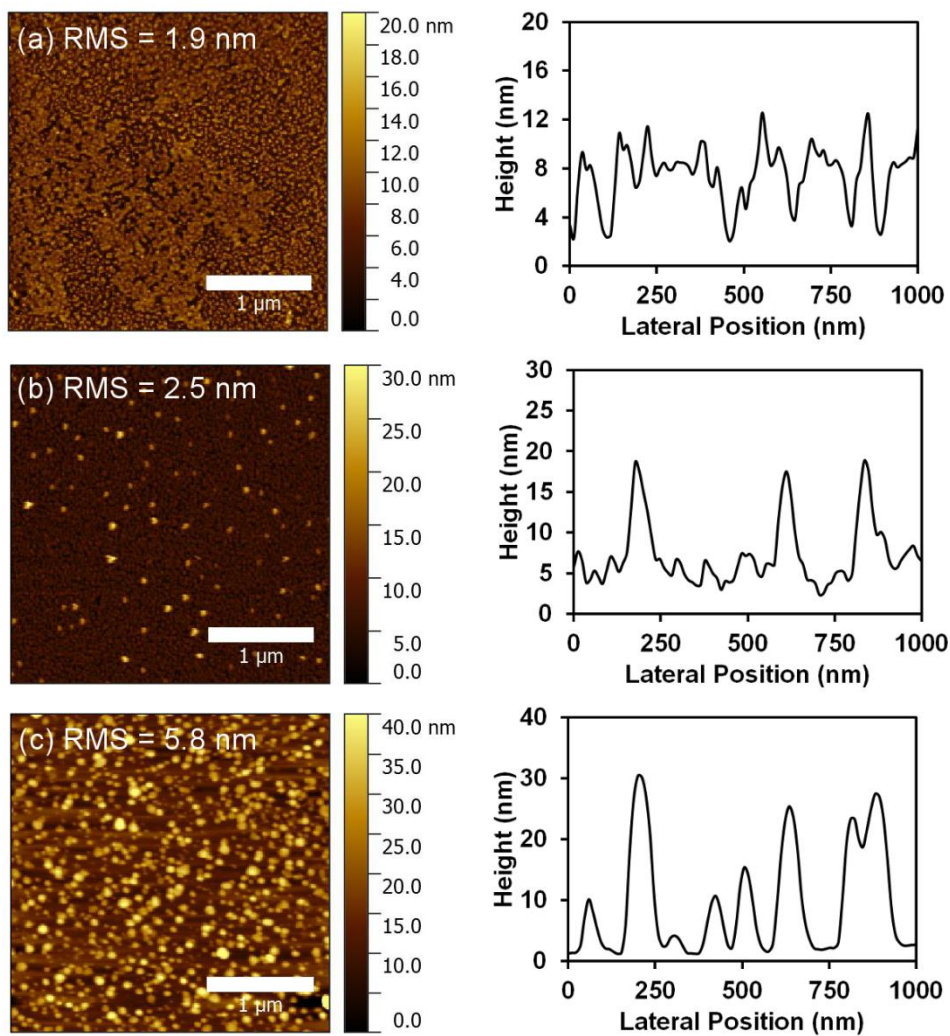 (a) RMS = 1.9 nm
1 µm
20.0 nm
18.0
16.0
14.0
12.0
10.0
8.0
6.0
4.0
0.0
Height (nm)
20
16
12
8
4
0
0 250 500 750 1000
Lateral Position (nm)
(b) RMS = 2.5 nm
1 µm
30.0 nm
25.0
20.0
15.0
10.0
5.0
0.0
Height (nm)
30
25
20
15
10
5
0
0 250 500 750 1000
Lateral Position (nm)
(c) RMS = 5.8 nm
1 µm
40.0 nm
35.0
30.0
25.0
20.0
15.0
10.0
0.0
Height (nm)
40
30
20
10
0
0 250 500 750 1000
Lateral Position (nm)